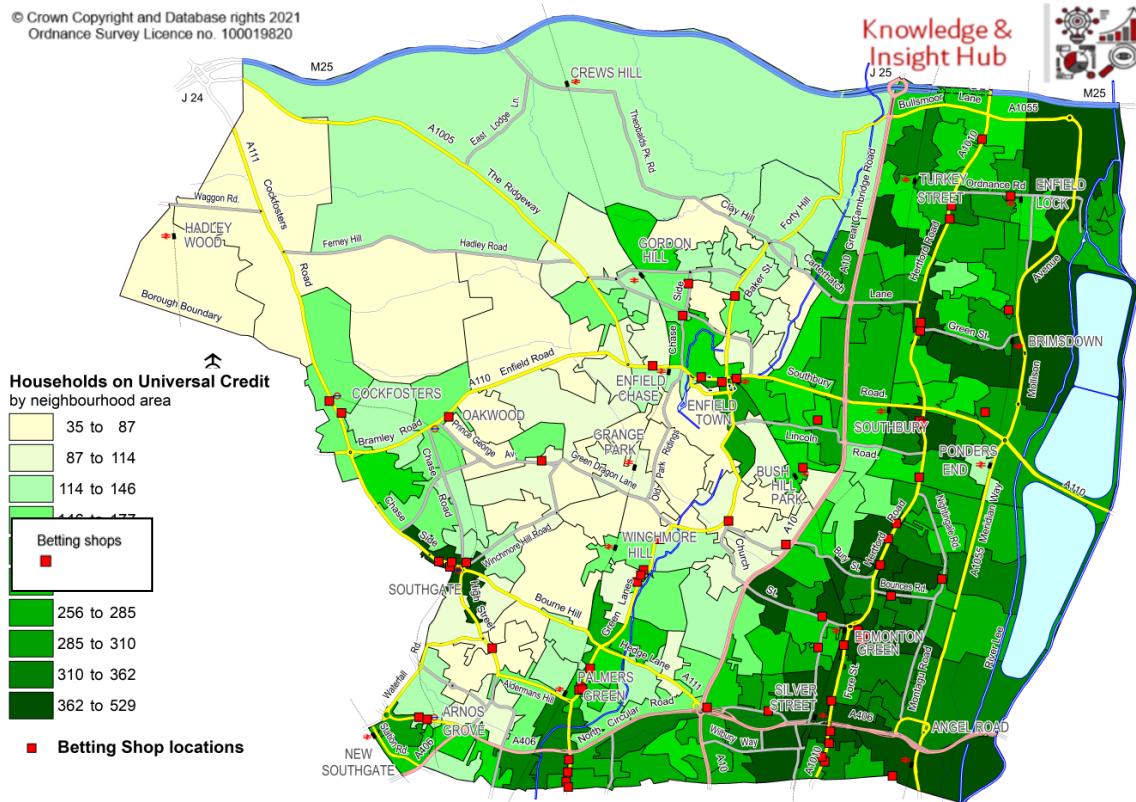 © Crown Copyright and Database rights 2021
Ordnance Survey Licence no. 100019820
Knowledge &
Insight Hub
M25
J 24
J 25
M25
CREWS HILL
Bullsmoor Lane
A1055
A1010
A111
A1005
East Lodge Ln.
Theobalds Pk. Rd.
The Ridgeway
Cockfosters
Road
A10 Great Cambridge Road
TURKEY
STREET
Ordnance Rd
ENFIELD
LOCK
Waggon Rd.
HADLEY
WOOD
Clay Hill
Forty Hill
Ferney Hill
Hadley Road
GORDON
HILL
Baker St.
Carterhatch
Lane
Hertford Road
Avenue
Borough Boundary
Side
Chase
Green St.
BRIMSDOWN
Mollison
Households on Universal Credit
by neighbourhood area
35 to 87
87 to 114
114 to 146
Betting shops
256 to 285
285 to 310
310 to 362
362 to 529
Betting Shop locations
A110
Enfield Road
ENFIELD
CHASE
ENFIELD
TOWN
Southbury
Road.
SOUTHBURY
COCKFOSTERS
OAKWOOD
Bramley Road
Prince George
Av.
GRANGE
PARK
Green Dragon Lane
Old Park Ridings
Lincoln
Road.
PONDERS
END
A110
BUSH
HILL
PARK
A10
Chase
Road
Chase
Side
Winchmore Hill Road
WINCHMORE
HILL
Church
St.
Bury St.
Hertford
Road
Nightingale Rd.
A1055 Meridian Way
Bounces Rd.
SOUTHGATE
High Street
Bourne Hill
Green Lanes
Hedge Lane
A111
EDMONTON
GREEN
Fore St.
Montagu Road
River Lee
Waterfall
Rd.
Aldermans Hill
PALMERS
GREEN
SILVER
STREET
ARNOS
GROVE
North Circular Road
A406
ANGEL ROAD
Station Rd.
A406
A406
Wilbury Way
NEW
SOUTHGATE
A10
A1010